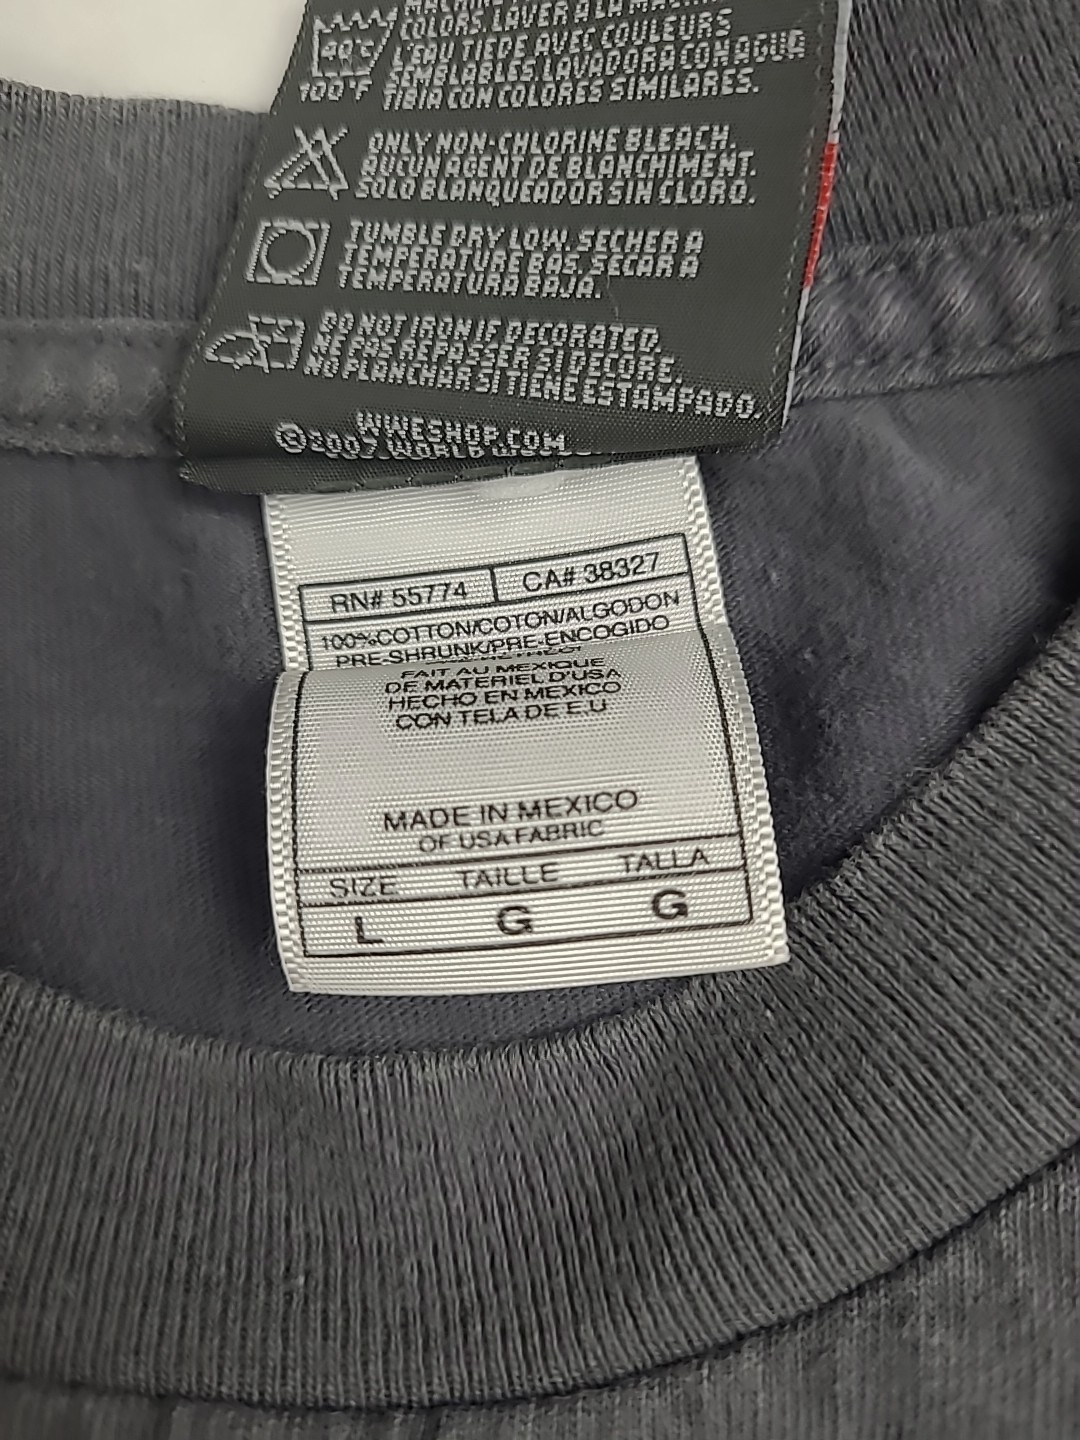 MACHINE
COLORS. LAVER A LA MACHINE
40°C
L'EAU TIEDE AVEC COULEURS
SEMBLABLES. LAVADORA CON AGUA
100°F
TIBIA CON COLORES SIMILARES.
ONLY NON-CHLORINE BLEACH.
AUCUN AGENT DE BLANCHIMENT.
SOLO BLANQUEADOR SIN CLORO.
TUMBLE DRY LOW. SECHER A
TEMPERATURE BAS. SECAR A
TEMPERATURA BAJA.
DO NOT IRON IF DECORATED.
NE PAS REPASSER SI DECORE.
NO PLANCHAR SI TIENE ESTAMPADO.
WWESHOP.COM
©2007 WORLD
RN# 55774
CA# 38327
100%COTTON/COTON/ALGODON
PRE-SHRUNK/PRE-ENCOGIDO
FAIT AU MEXIQUE
DE MATERIEL D'USA
HECHO EN MEXICO
CON TELA DE E.U
MADE IN MEXICO
OF USA FABRIC
SIZE TAILLE TALLA
L G G